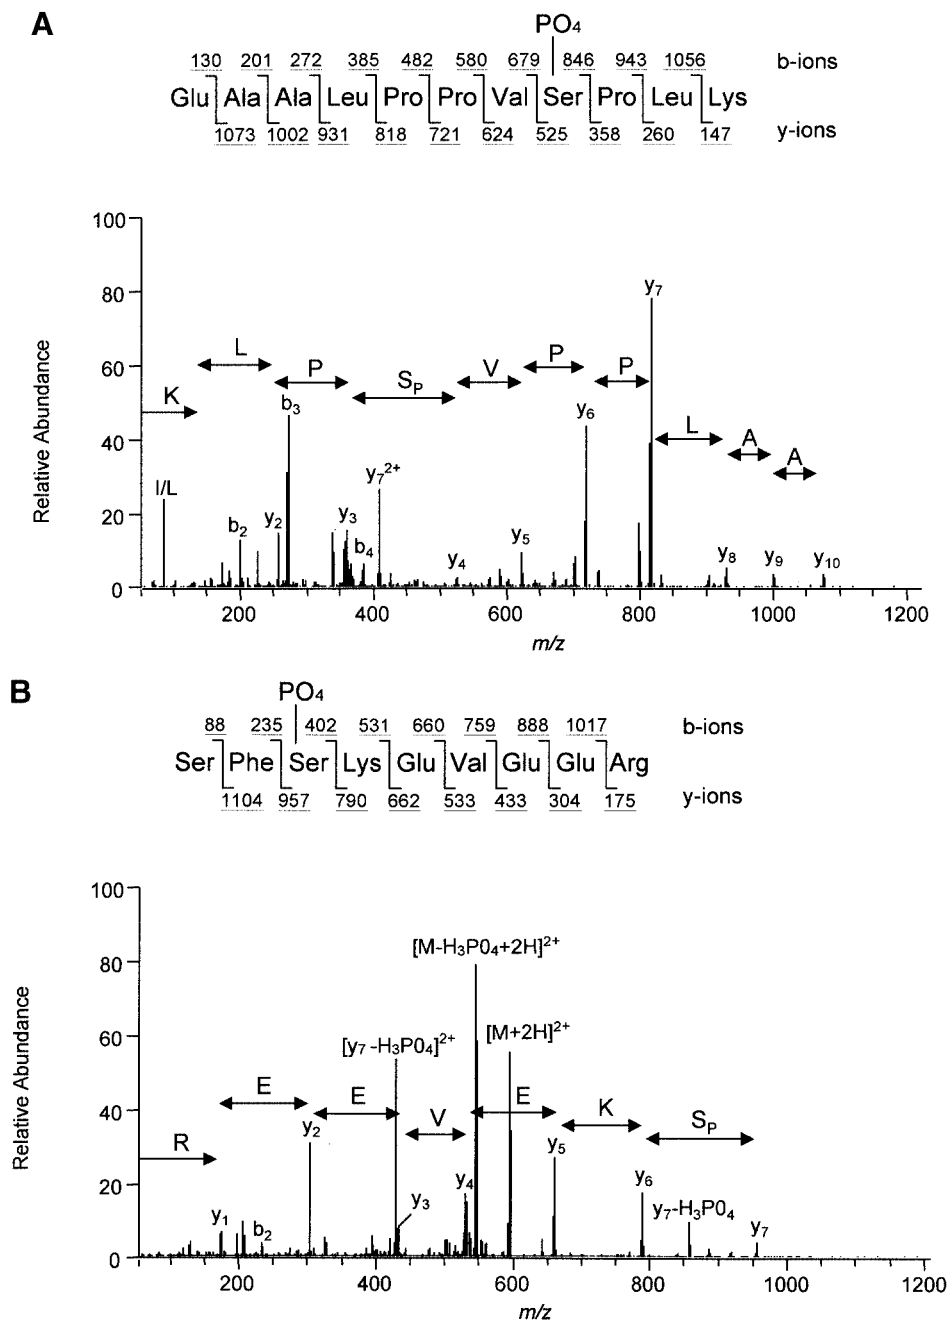 A
PO4
130 201 272 385 482 580 679 846 943 1056 b-ions
Glu Ala Ala Leu Pro Pro Val Ser Pro Leu Lys
1073 1002 931 818 721 624 525 358 260 147 y-ions
100
80
60
40
20
0
Relative Abundance
K L P SP V P P L A A
I/L b2 y2 b3 y3 b4 y7 2+ y4 y5 y6 y7 y8 y9 y10
200 400 600 800 1000 1200
m/z
B
PO4
88 235 402 531 660 759 888 1017 b-ions
Ser Phe Ser Lys Glu Val Glu Glu Arg
1104 957 790 662 533 433 304 175 y-ions
100
80
60
40
20
0
Relative Abundance
[M-H3P04+2H]2+
[M+2H]2+
[y7 -H3P04]2+
R E E V E K SP
y1 b2 y2 y3 y4 y5 y6 y7-H3P04 y7
200 400 600 800 1000 1200
m/z